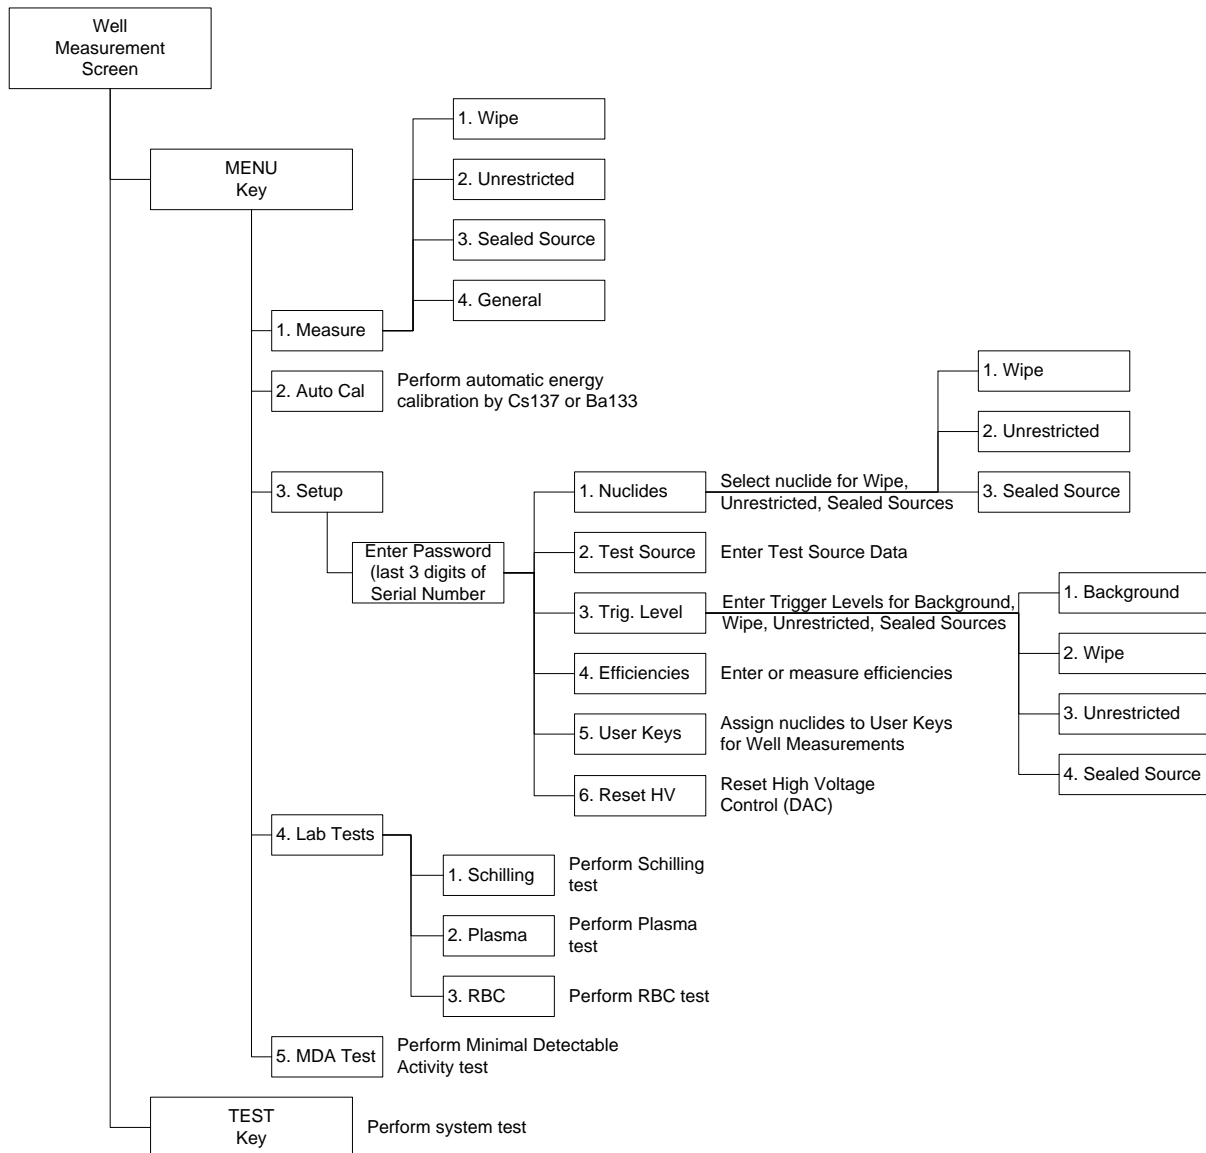 Well
Measurement
Screen
MENU
Key
1. Wipe
2. Unrestricted
3. Sealed Source
4. General
1. Measure
2. Auto Cal
Perform automatic energy
calibration by Cs137 or Ba133
3. Setup
Enter Password
(last 3 digits of
Serial Number
1. Nuclides
Select nuclide for Wipe,
Unrestricted, Sealed Sources
1. Wipe
2. Unrestricted
3. Sealed Source
2. Test Source
Enter Test Source Data
3. Trig. Level
Enter Trigger Levels for Background,
Wipe, Unrestricted, Sealed Sources
1. Background
2. Wipe
3. Unrestricted
4. Sealed Source
4. Efficiencies
Enter or measure efficiencies
5. User Keys
Assign nuclides to User Keys
for Well Measurements
6. Reset HV
Reset High Voltage
Control (DAC)
4. Lab Tests
1. Schilling
Perform Schilling
test
2. Plasma
Perform Plasma
test
3. RBC
Perform RBC test
5. MDA Test
Perform Minimal Detectable
Activity test
TEST
Key
Perform system test